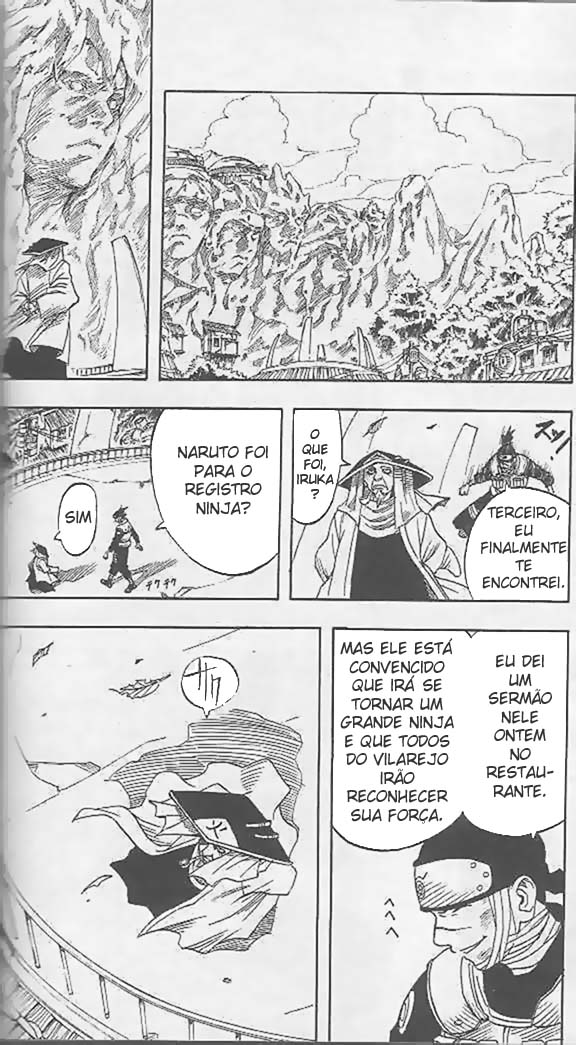 TERCEIRO,
EU
FINALMENTE
TE
ENCONTREI.
O
QUE
FOI,
IRUKA
?
NARUTO FOI
PARA O
REGISTRO
NINJA?
SIM
EU DEI
UM
SERMÃO
NELE
ONTEM
NO
RESTAU-
RANTE.
MAS ELE ESTÁ
CONVENCIDO
QUE IRÁ SE
TORNAR UM
GRANDE NINJA
E QUE TODOS
DO VILAREJO
IRÃO
RECONHECER
SUA FORÇA.